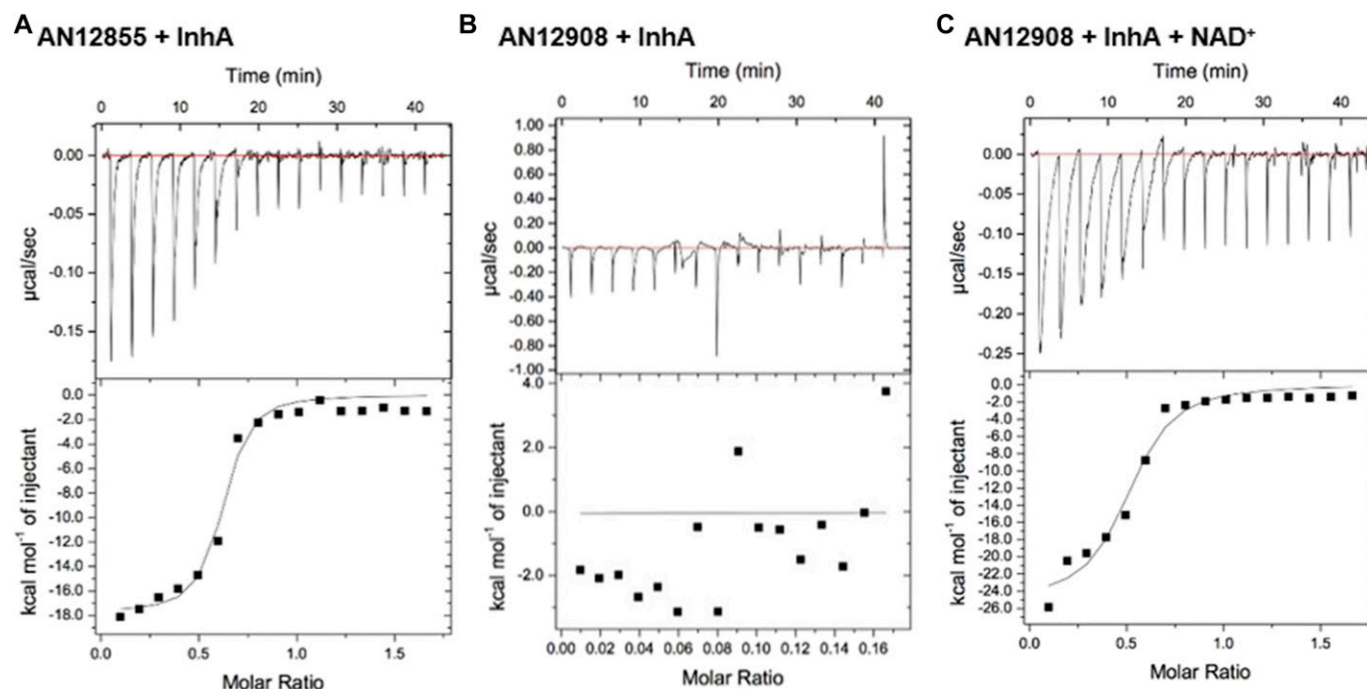 A AN12855 + InhA
Time (min)
0 10 20 30 40
0.00
-0.05
-0.10
-0.15
µcal/sec
0.0
-2.0
-4.0
-6.0
-8.0
-10.0
-12.0
-14.0
-16.0
-18.0
kcal mol⁻¹ of injectant
0.0 0.5 1.0 1.5
Molar Ratio
B AN12908 + InhA
Time (min)
0 10 20 30 40
1.00
0.80
0.60
0.40
0.20
0.00
-0.20
-0.40
-0.60
-0.80
-1.00
µcal/sec
4.0
2.0
0.0
-2.0
kcal mol⁻¹ of injectant
0.00 0.02 0.04 0.06 0.08 0.10 0.12 0.14 0.16
Molar Ratio
C AN12908 + InhA + NAD⁺
Time (min)
0 10 20 30 40
0.00
-0.05
-0.10
-0.15
-0.20
-0.25
µcal/sec
0.0
-2.0
-4.0
-6.0
-8.0
-10.0
-12.0
-14.0
-16.0
-18.0
-20.0
-22.0
-24.0
-26.0
kcal mol⁻¹ of injectant
0.0 0.5 1.0 1.5
Molar Ratio